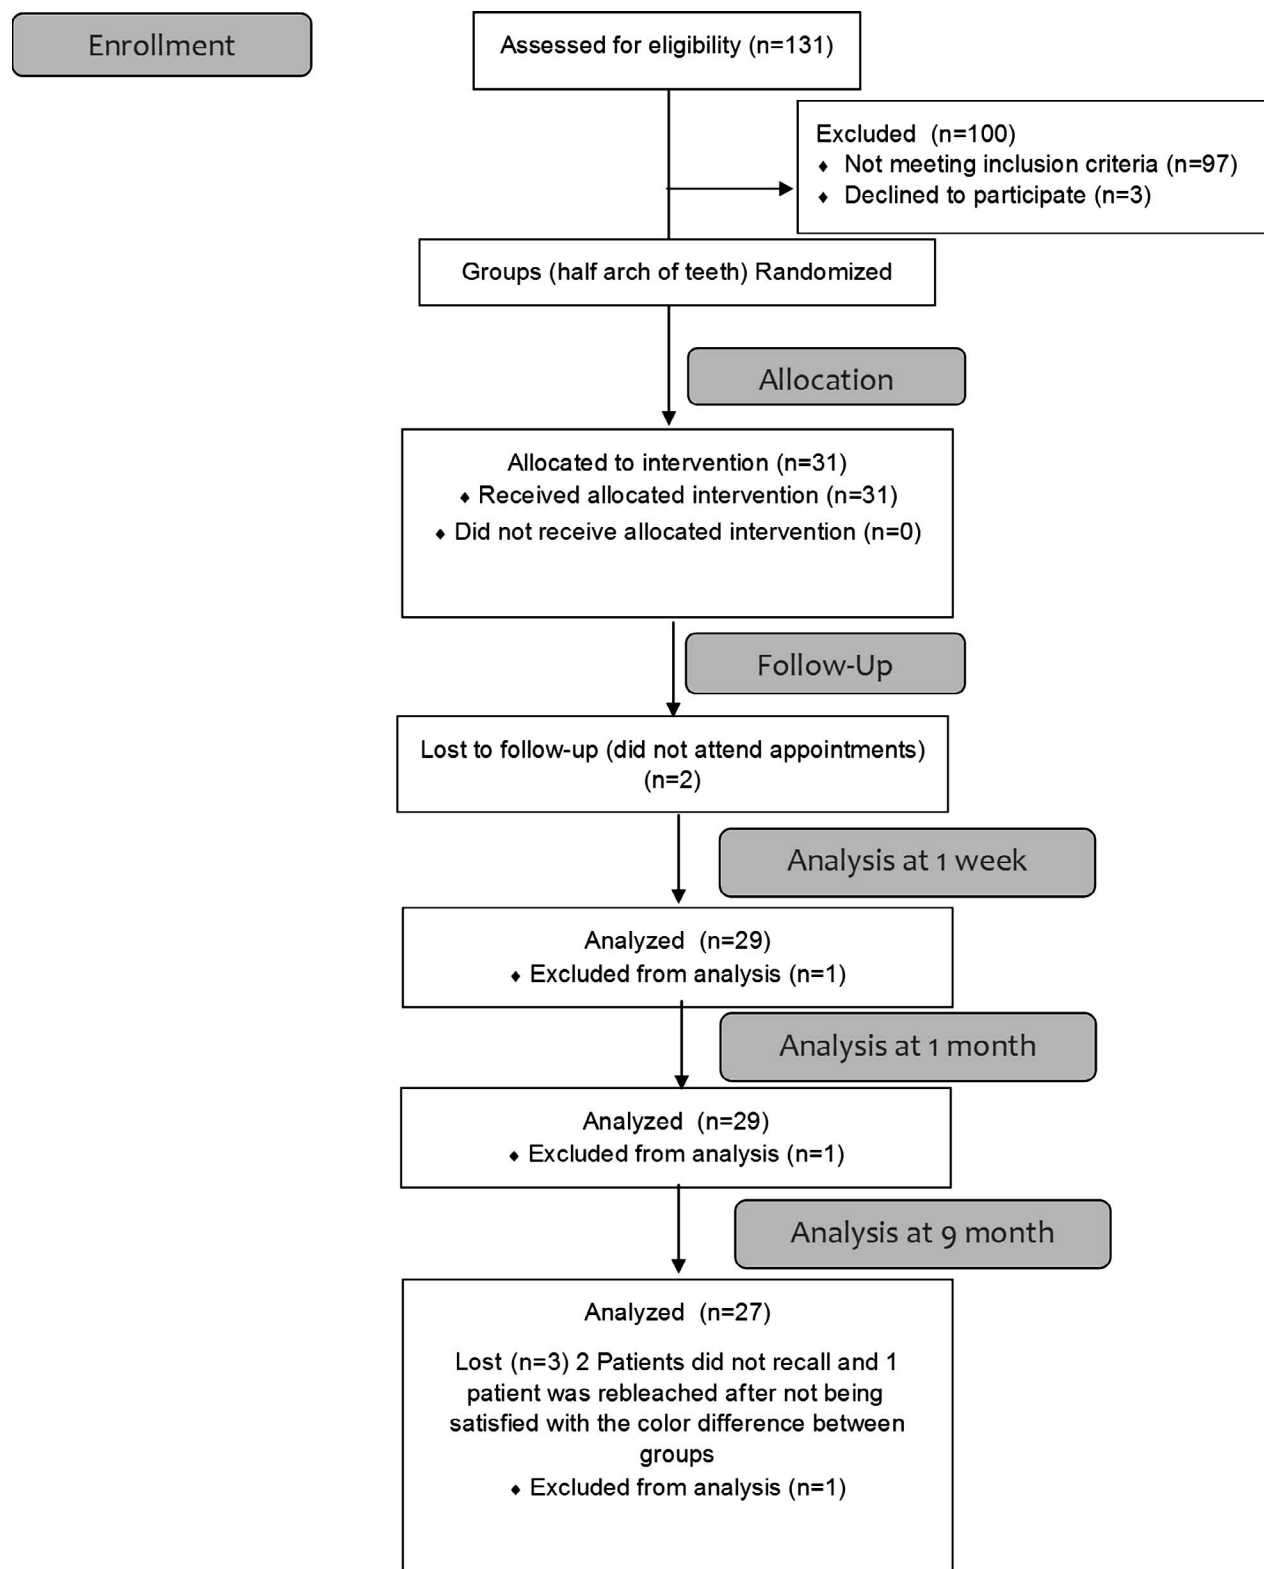 Enrollment
Assessed for eligibility (n=131)
Excluded (n=100)
♦ Not meeting inclusion criteria (n=97)
♦ Declined to participate (n=3)
Groups (half arch of teeth) Randomized
Allocation
Allocated to intervention (n=31)
♦ Received allocated intervention (n=31)
♦ Did not receive allocated intervention (n=0)
Follow-Up
Lost to follow-up (did not attend appointments)
(n=2)
Analysis at 1 week
Analyzed (n=29)
♦ Excluded from analysis (n=1)
Analysis at 1 month
Analyzed (n=29)
♦ Excluded from analysis (n=1)
Analysis at 9 month
Analyzed (n=27)
Lost (n=3) 2 Patients did not recall and 1
patient was rebleached after not being
satisfied with the color difference between
groups
♦ Excluded from analysis (n=1)